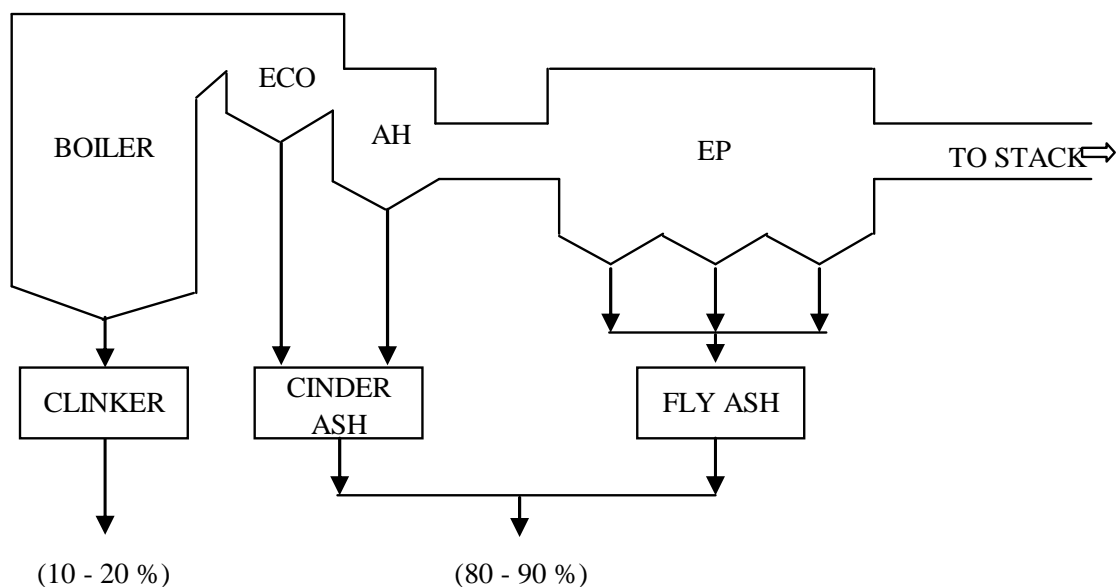 ECO
BOILER
AH
EP
TO STACK
CLINKER
CINDER
ASH
FLY ASH
(10 - 20 %)
(80 - 90 %)